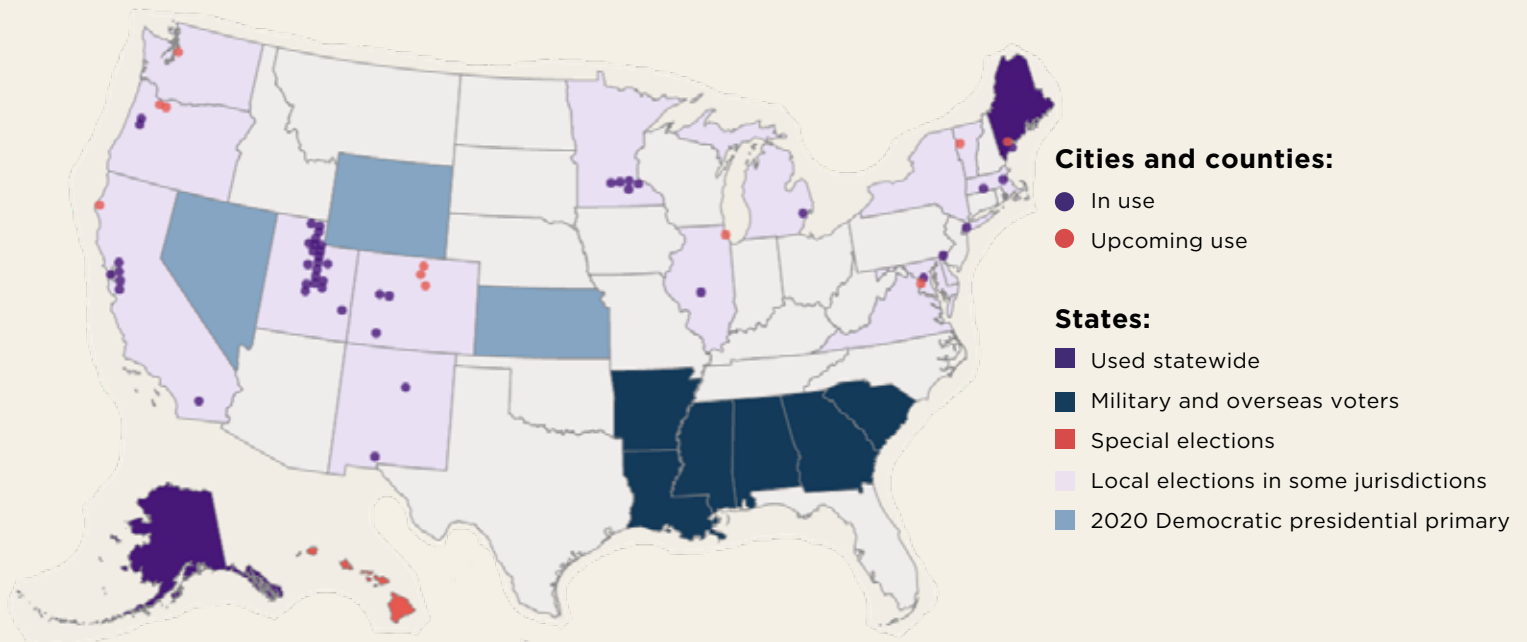 Cities and counties:
In use
Upcoming use
States:
Used statewide
Military and overseas voters
Special elections
Local elections in some jurisdictions
2020 Democratic presidential primary